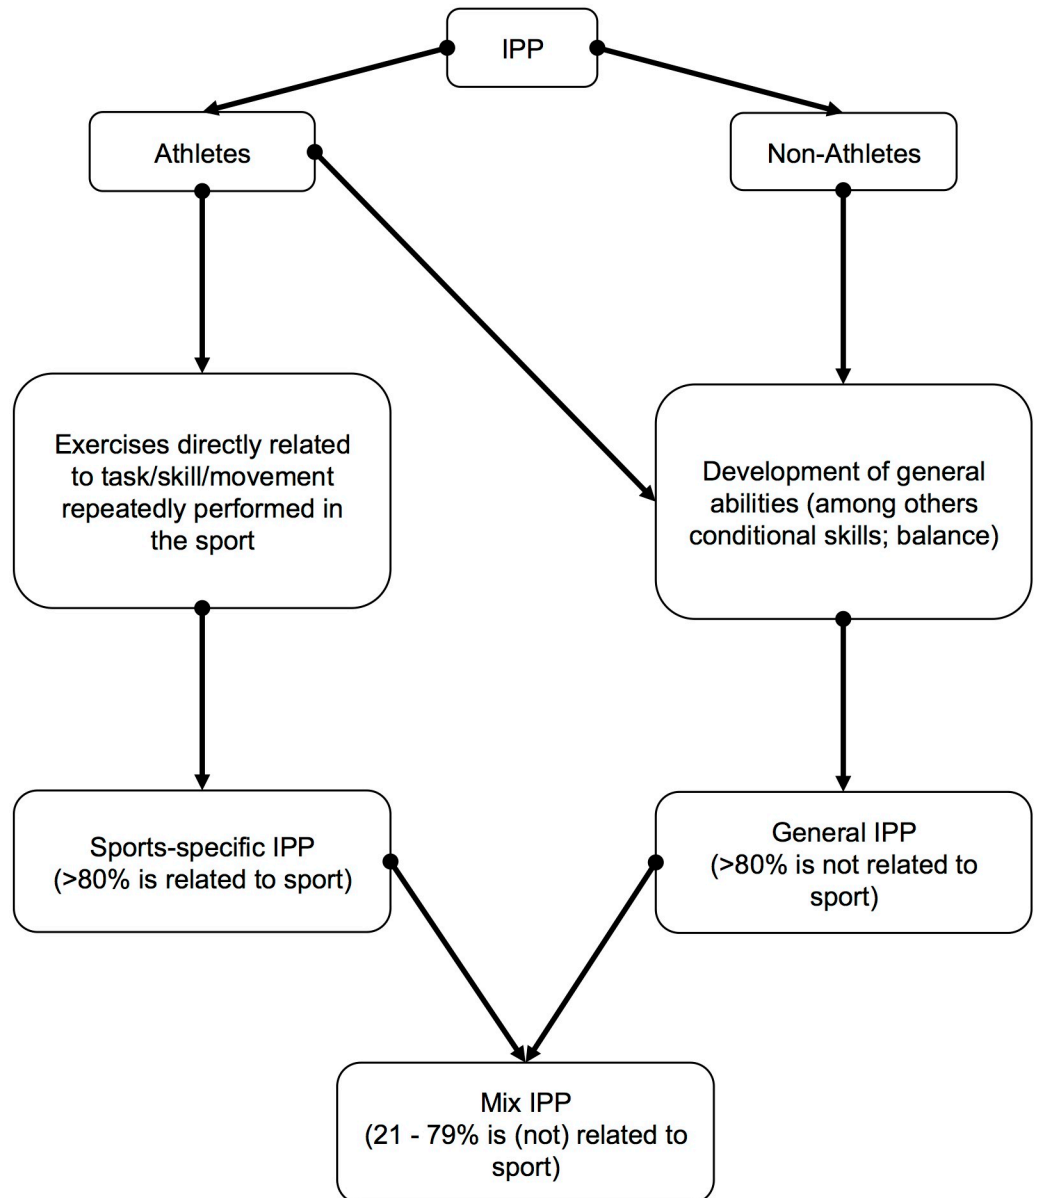 IPP
Athletes
Non-Athletes
Exercises directly related
to task/skill/movement
repeatedly performed in
the sport
Development of general
abilities (among others
conditional skills; balance)
Sports-specific IPP
(>80% is related to sport)
General IPP
(>80% is not related to
sport)
Mix IPP
(21 - 79% is (not) related to
sport)